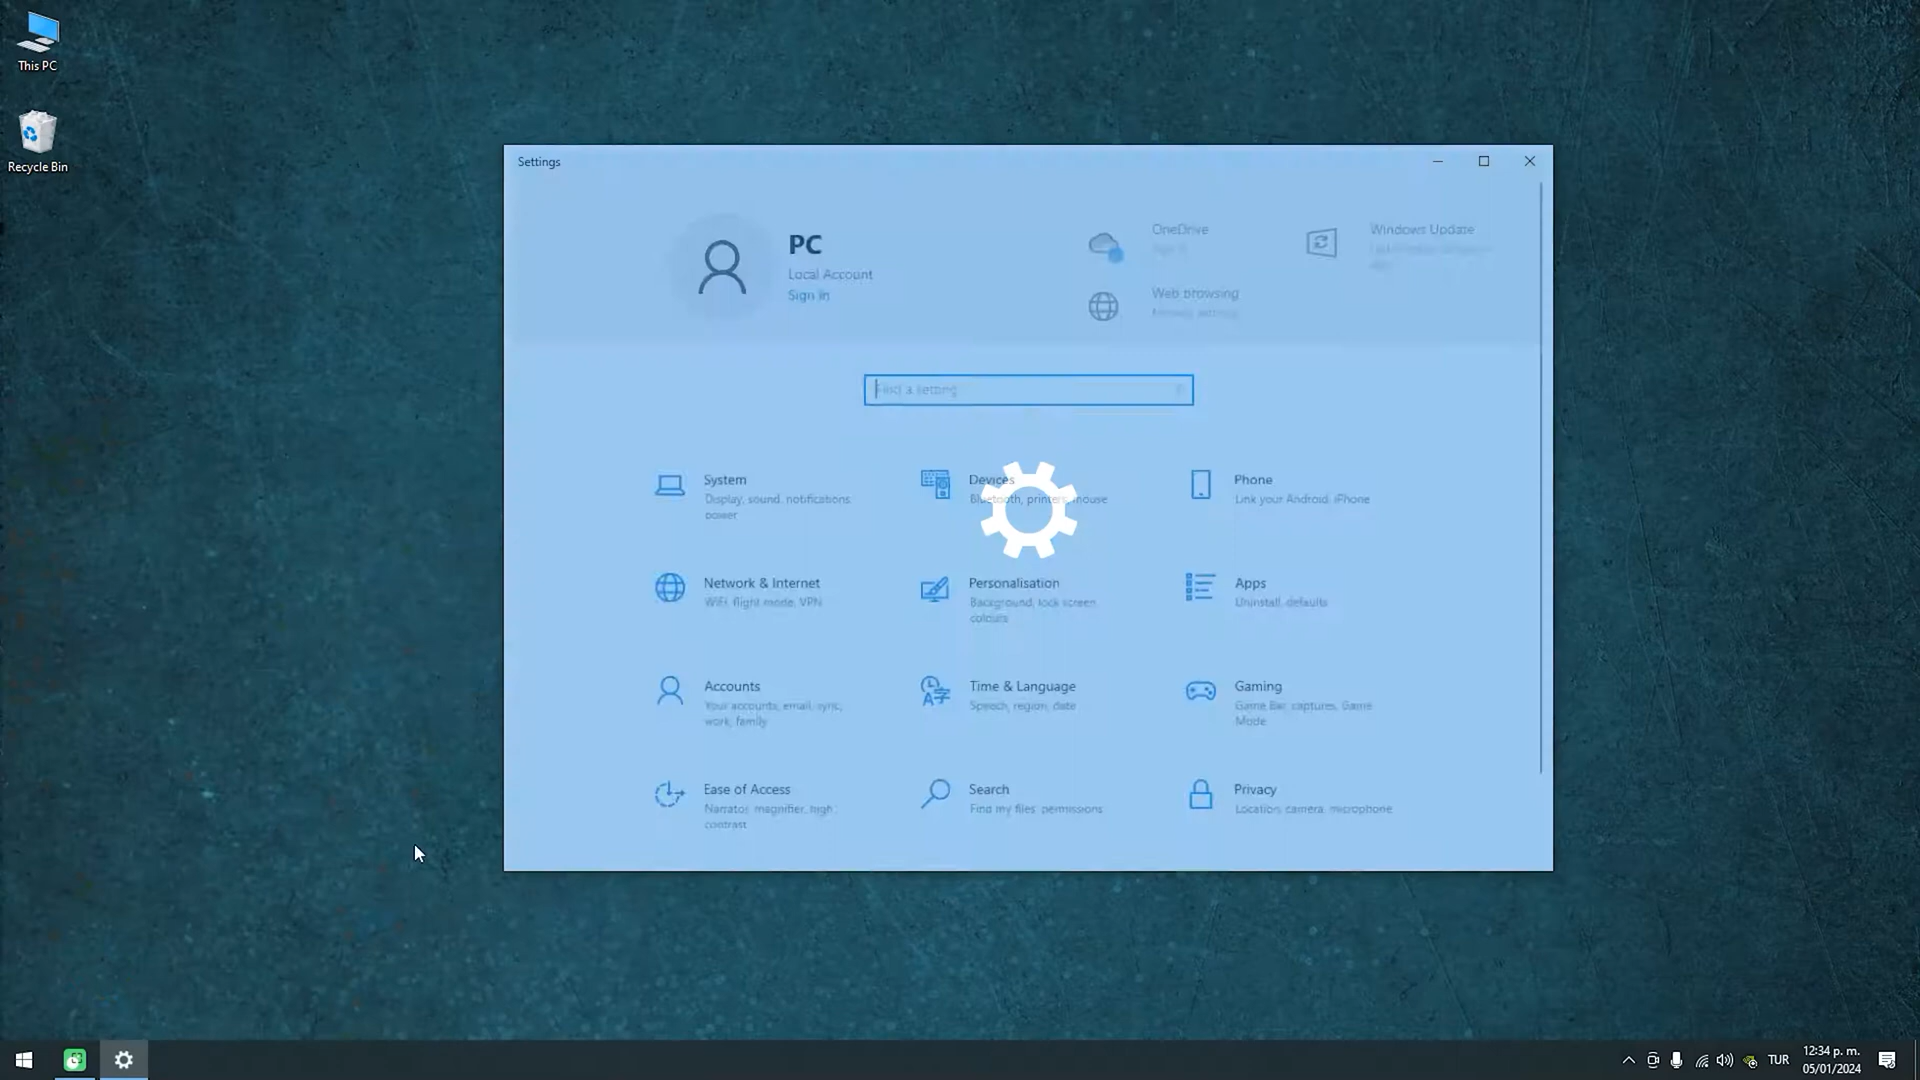 This PC
Recycle Bin
Settings
PC
Local Account
Sign in
OneDrive
Sign in
Web browsing
Browser settings
Windows Update
Find a setting
System
Display, sound, notifications
power
Devices
Bluetooth, printers, mouse
Phone
Link your Android, iPhone
Network & Internet
WiFi, flight mode, VPN
Personalisation
Background, lock screen
colours
Apps
Uninstall, defaults
Accounts
Your accounts, email, sync,
work, family
Time & Language
Speech, region, date
Gaming
Game Bar, captures, Game
Mode
Ease of Access
Narrator, magnifier, high
contrast
Search
Find my files, permissions
Privacy
Location, camera, microphone
TUR
12:34 p. m.
05/01/2024